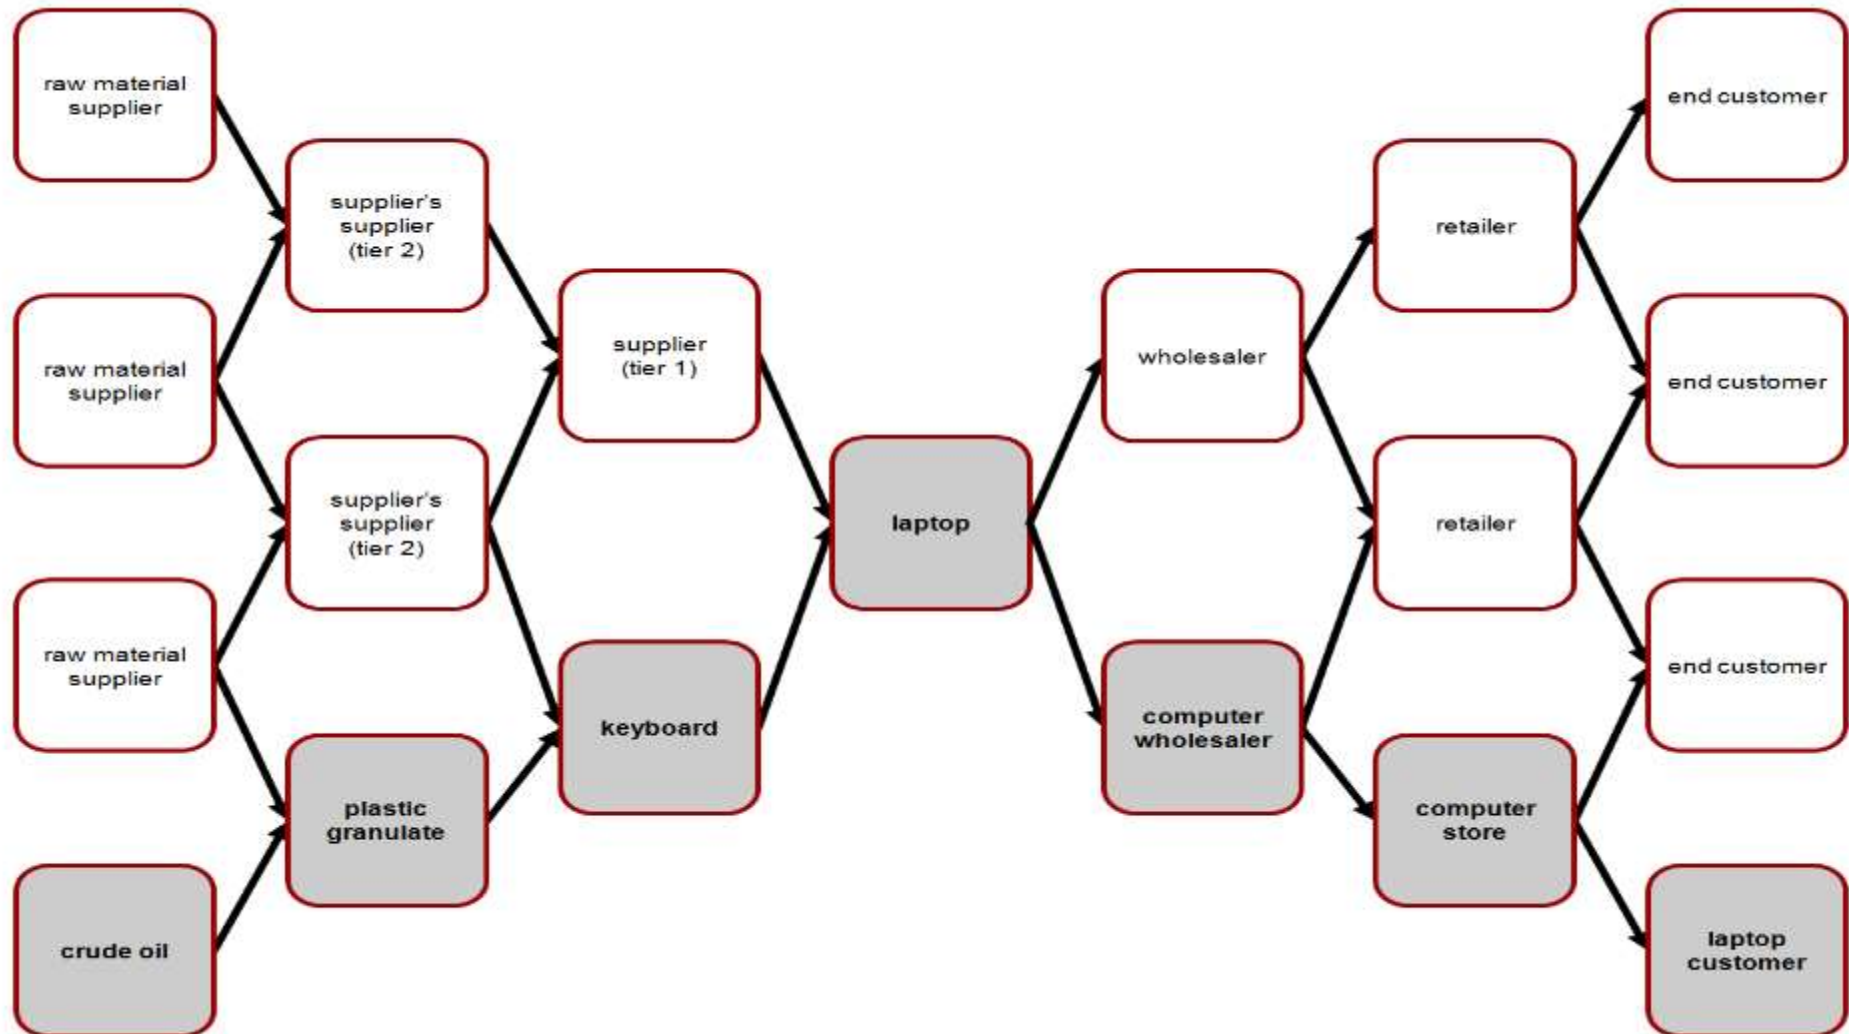 raw material
supplier
raw material
supplier
raw material
supplier
crude oil
supplier's
supplier
(tier 2)
supplier's
supplier
(tier 2)
plastic
granulate
supplier
(tier 1)
keyboard
laptop
wholesaler
computer
wholesaler
retailer
retailer
computer
store
end customer
end customer
end customer
laptop
customer